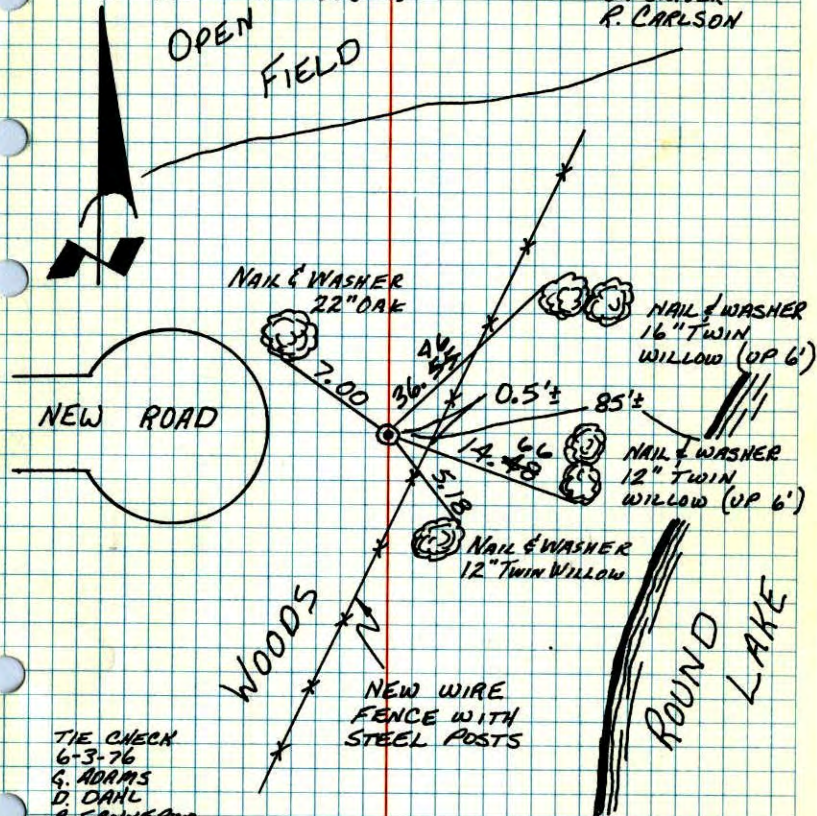 R. CARLSON
OPEN
FIELD
NAIL & WASHER
22" OAK
NAIL & WASHER
16" TWIN
WILLOW (UP 6')
7.00
36.
0.5'±
85'±
NEW ROAD
14.66
NAIL & WASHER
12" TWIN
WILLOW (UP 6')
5.18
NAIL & WASHER
12" TWIN WILLOW
WOODS
NEW WIRE
FENCE WITH
STEEL POSTS
ROUND
LAKE
TIE CHECK
6-3-76
G. ADAMS
D. DAHL